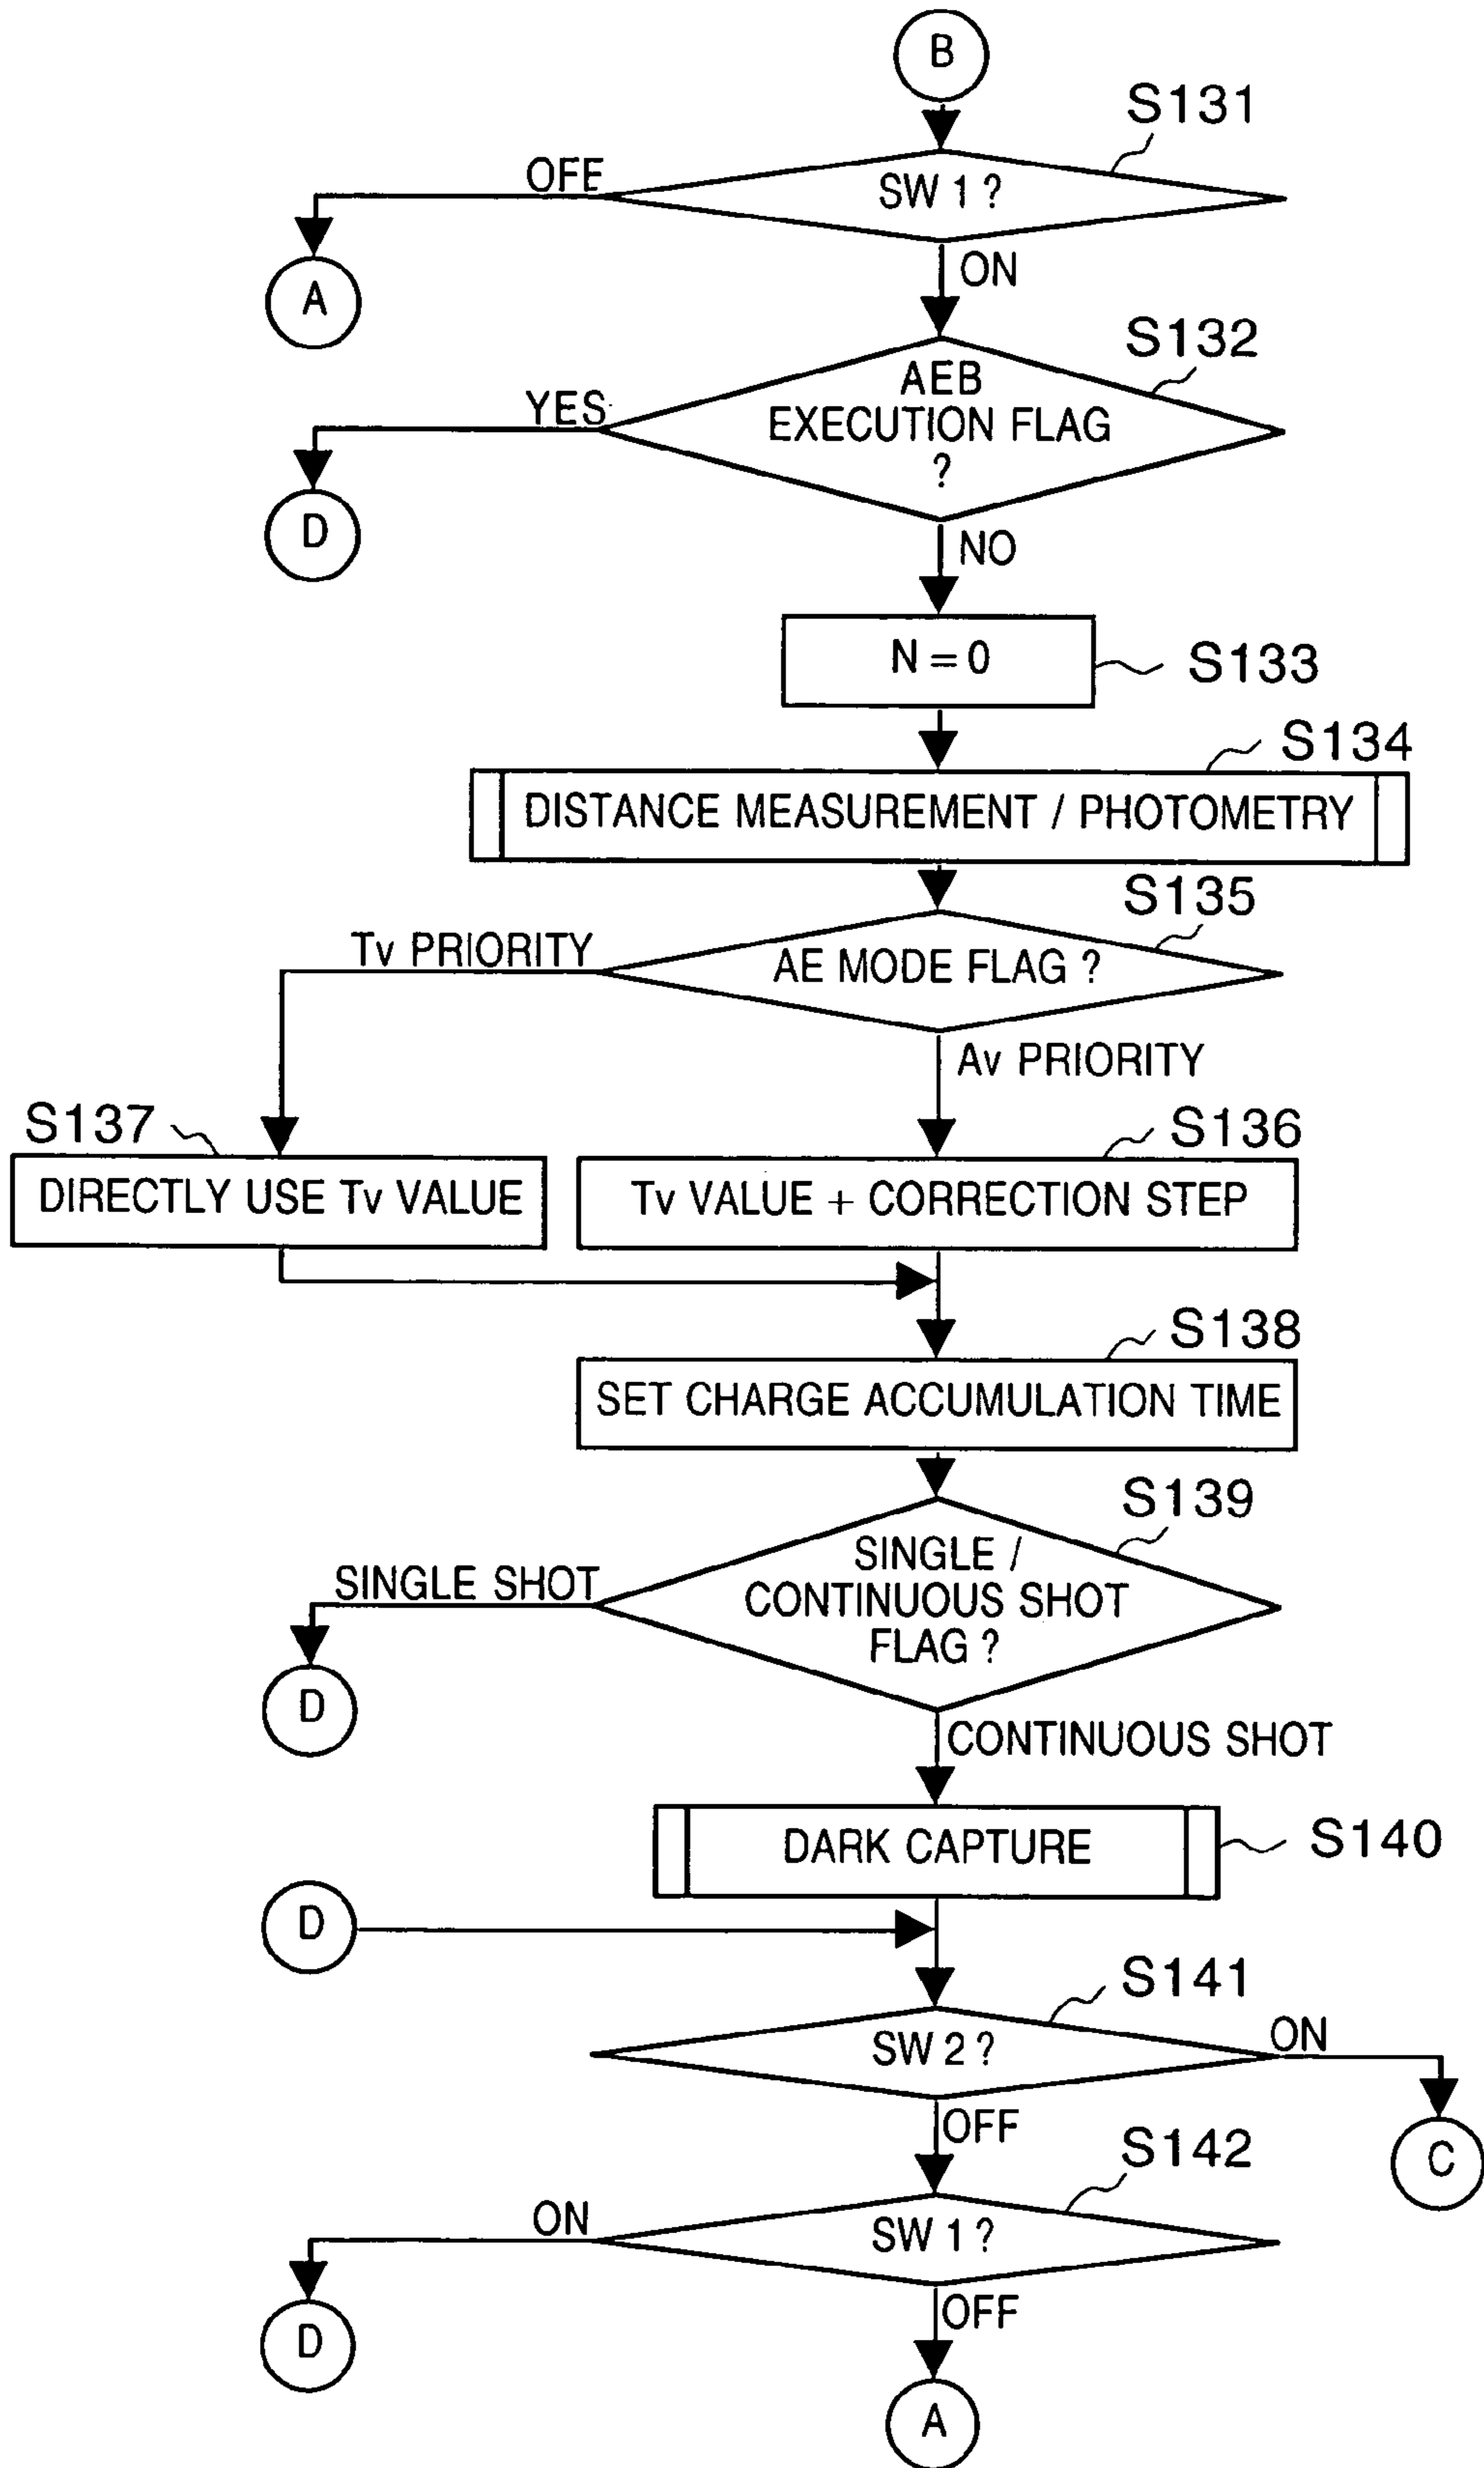 B
S131
OFF
SW 1 ?
A
ON
S132
AEB
EXECUTION FLAG
?
YES
D
NO
N = 0
S133
S134
DISTANCE MEASUREMENT / PHOTOMETRY
S135
Tv PRIORITY
AE MODE FLAG ?
Av PRIORITY
S137
S136
DIRECTLY USE Tv VALUE
Tv VALUE + CORRECTION STEP
S138
SET CHARGE ACCUMULATION TIME
S139
SINGLE /
CONTINUOUS SHOT
FLAG ?
SINGLE SHOT
D
CONTINUOUS SHOT
DARK CAPTURE
S140
D
S141
SW 2 ?
ON
C
OFF
S142
ON
SW 1 ?
D
OFF
A